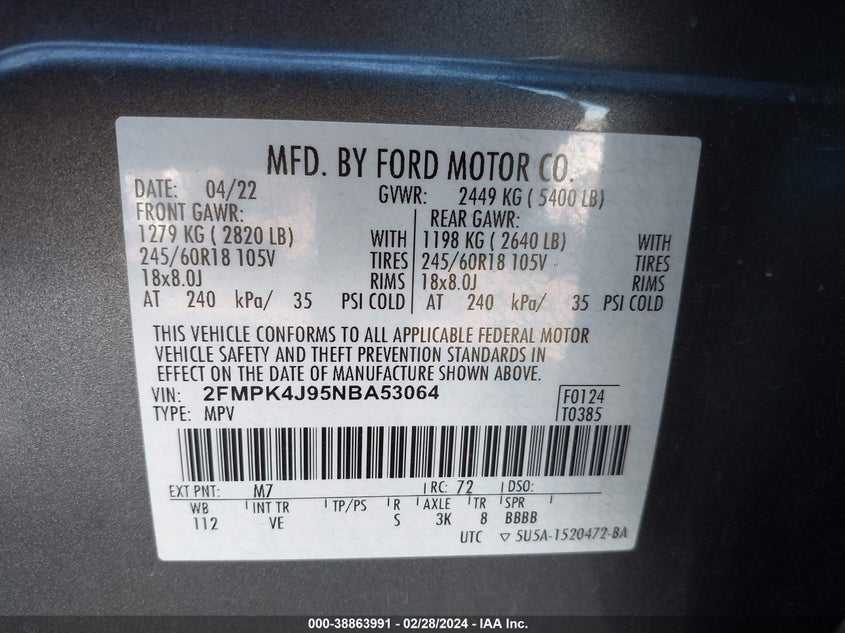 MFD. BY FORD MOTOR CO.
DATE: 04/22 GVWR: 2449 KG ( 5400 LB)
FRONT GAWR: REAR GAWR:
1279 KG ( 2820 LB) WITH 1198 KG ( 2640 LB) WITH
245/60R18 105V TIRES 245/60R18 105V TIRES
18x8.0J RIMS 18x8.0J RIMS
AT 240 kPa/ 35 PSI COLD AT 240 kPa/ 35 PSI COLD
THIS VEHICLE CONFORMS TO ALL APPLICABLE FEDERAL MOTOR
VEHICLE SAFETY AND THEFT PREVENTION STANDARDS IN
EFFECT ON THE DATE OF MANUFACTURE SHOWN ABOVE.
VIN: 2FMPK4J95NBA53064 F0124
TYPE: MPV T0385
EXT PNT: M7 RC: 72 DSO:
WB INT TR TP/PS R AXLE TR SPR
112 VE S 3K 8 BBBB
UTC ▽ 5U5A-1520472-BA
000-38863991 - 02/28/2024 - IAA Inc.